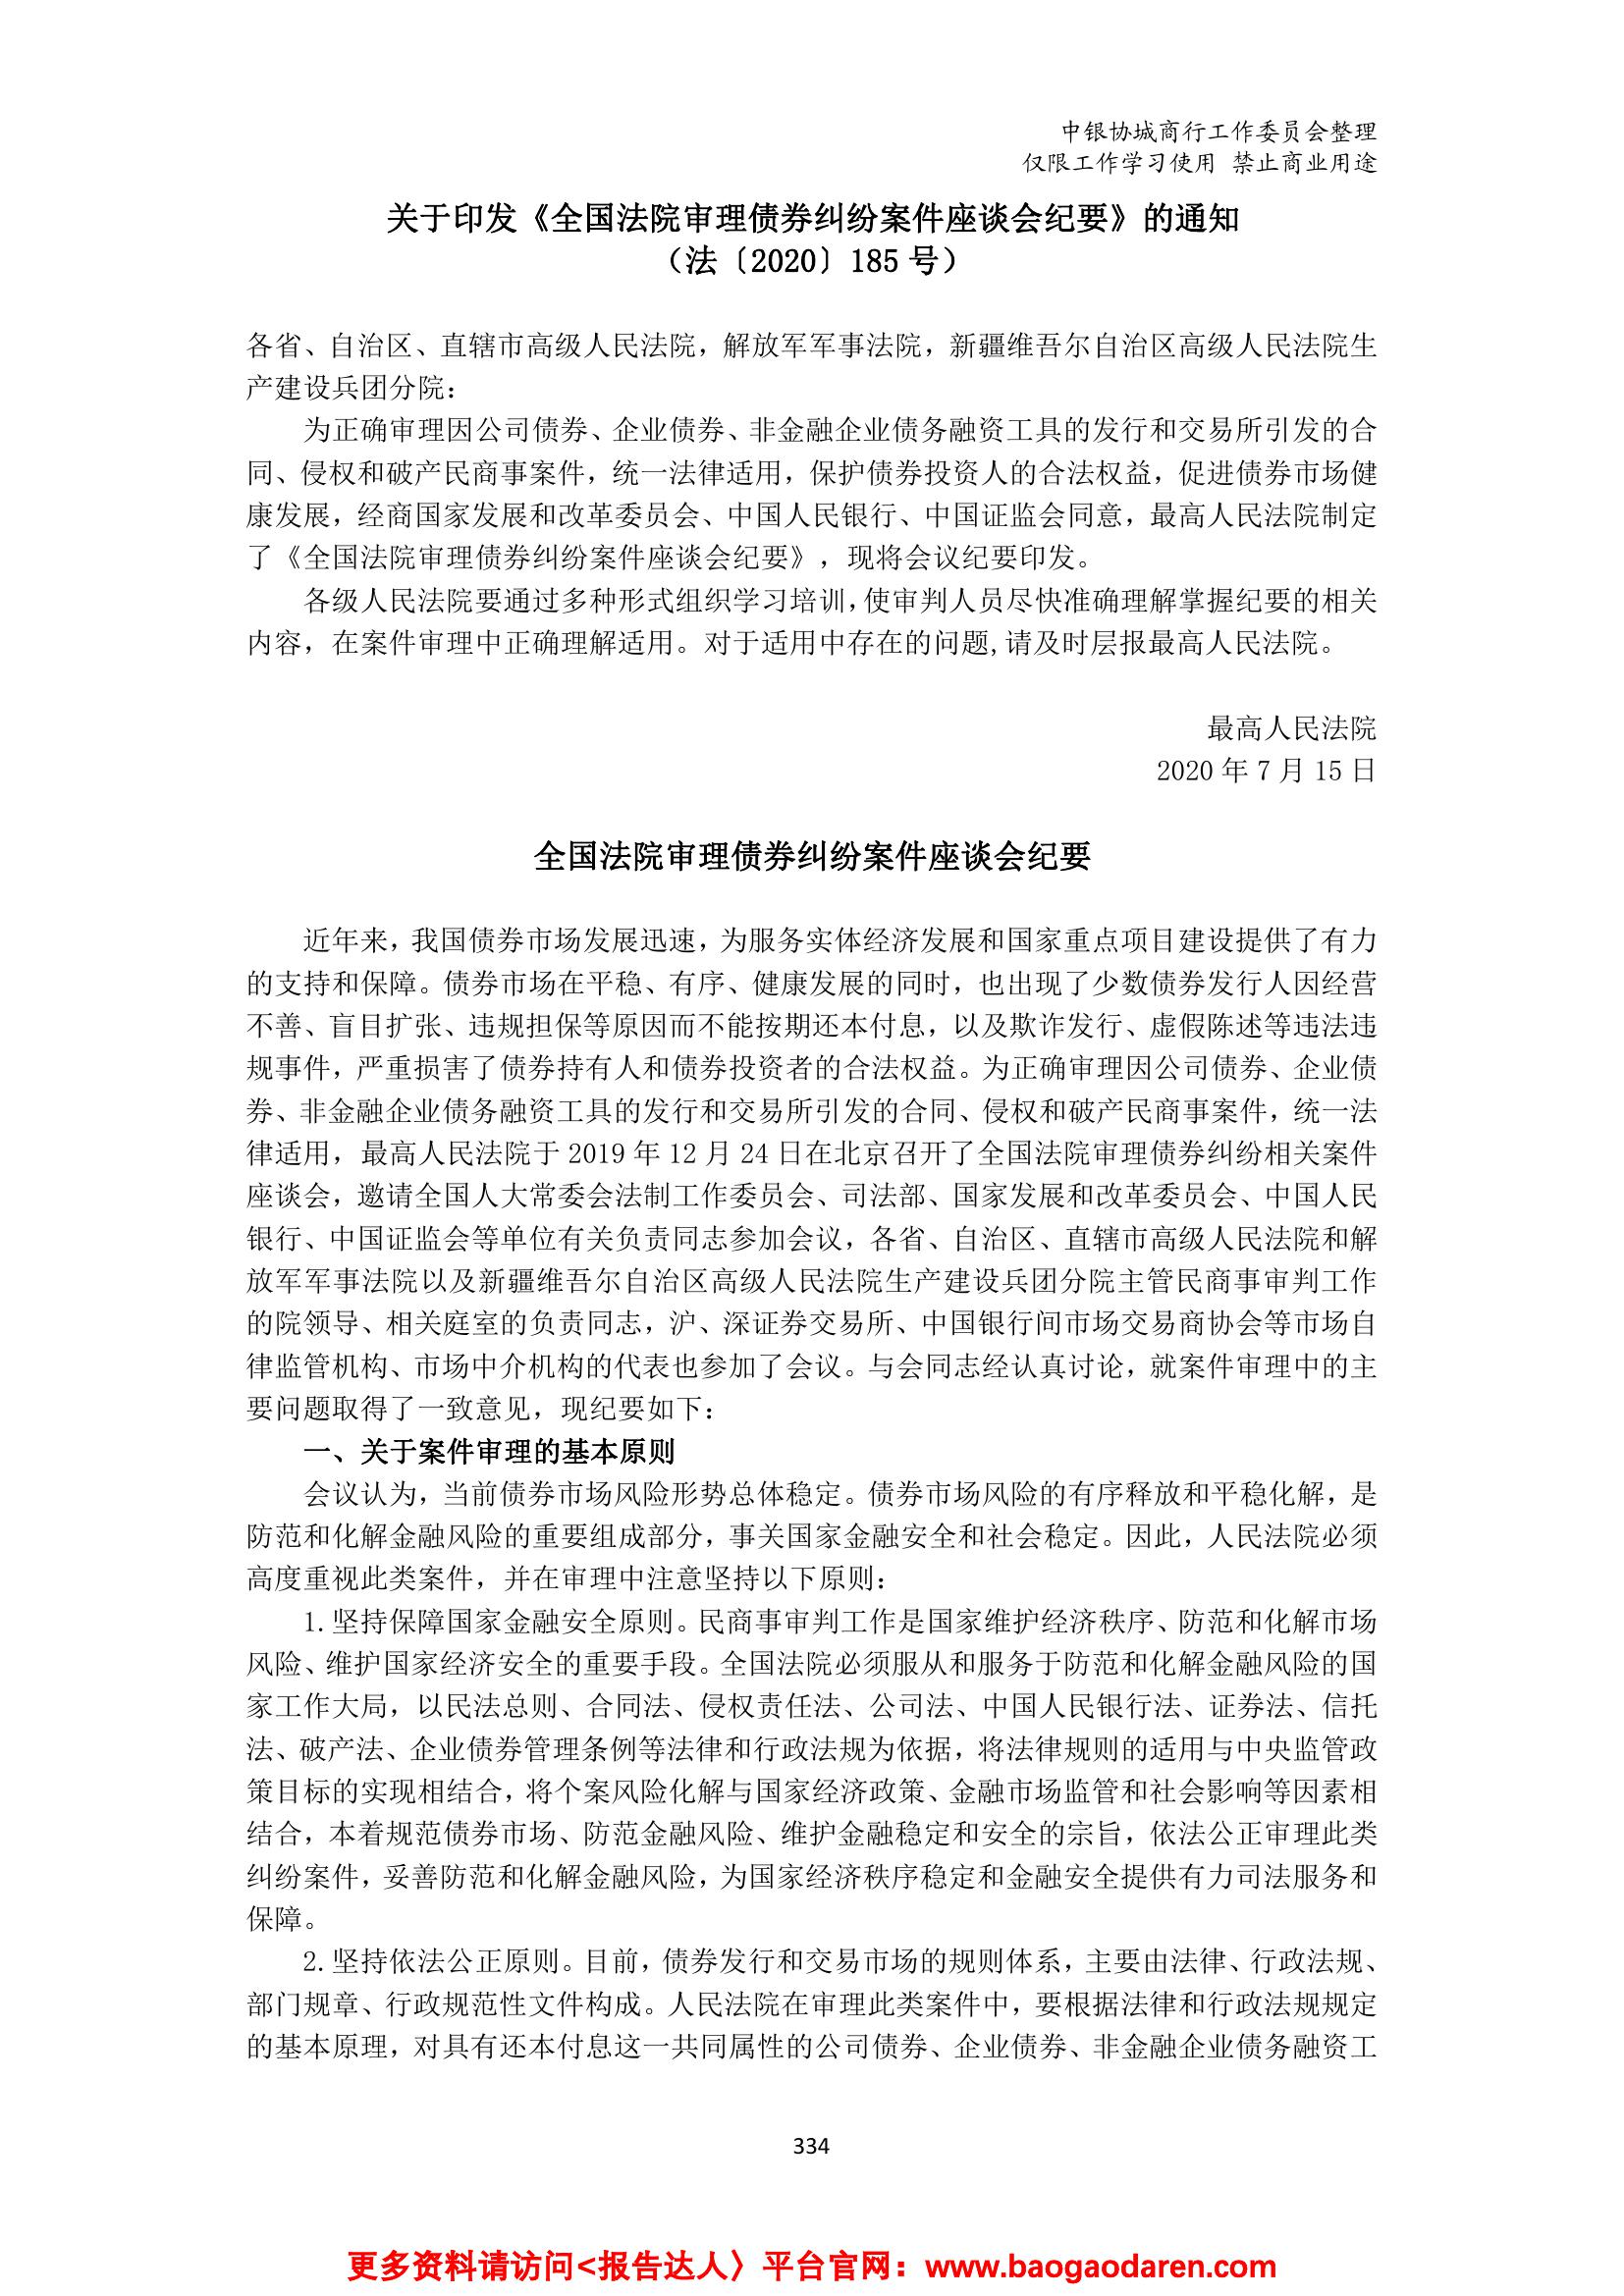 中银协城商行工作委员会整理
仅限工作学习使用 禁止商业用途
关于印发《全国法院审理债券纠纷案件座谈会纪要》的通知
（法〔2020〕185 号）
各省、自治区、直辖市高级人民法院，解放军军事法院，新疆维吾尔自治区高级人民法院生
产建设兵团分院：
为正确审理因公司债券、企业债券、非金融企业债务融资工具的发行和交易所引发的合
同、侵权和破产民商事案件，统一法律适用，保护债券投资人的合法权益，促进债券市场健
康发展，经商国家发展和改革委员会、中国人民银行、中国证监会同意，最高人民法院制定
了《全国法院审理债券纠纷案件座谈会纪要》，现将会议纪要印发。
各级人民法院要通过多种形式组织学习培训,使审判人员尽快准确理解掌握纪要的相关
内容，在案件审理中正确理解适用。对于适用中存在的问题,请及时层报最高人民法院。
最高人民法院
2020 年 7 月 15 日
全国法院审理债券纠纷案件座谈会纪要
近年来，我国债券市场发展迅速，为服务实体经济发展和国家重点项目建设提供了有力
的支持和保障。债券市场在平稳、有序、健康发展的同时，也出现了少数债券发行人因经营
不善、盲目扩张、违规担保等原因而不能按期还本付息，以及欺诈发行、虚假陈述等违法违
规事件，严重损害了债券持有人和债券投资者的合法权益。为正确审理因公司债券、企业债
券、非金融企业债务融资工具的发行和交易所引发的合同、侵权和破产民商事案件，统一法
律适用，最高人民法院于 2019 年 12 月 24 日在北京召开了全国法院审理债券纠纷相关案件
座谈会，邀请全国人大常委会法制工作委员会、司法部、国家发展和改革委员会、中国人民
银行、中国证监会等单位有关负责同志参加会议，各省、自治区、直辖市高级人民法院和解
放军军事法院以及新疆维吾尔自治区高级人民法院生产建设兵团分院主管民商事审判工作
的院领导、相关庭室的负责同志，沪、深证券交易所、中国银行间市场交易商协会等市场自
律监管机构、市场中介机构的代表也参加了会议。与会同志经认真讨论，就案件审理中的主
要问题取得了一致意见，现纪要如下：
一、关于案件审理的基本原则
会议认为，当前债券市场风险形势总体稳定。债券市场风险的有序释放和平稳化解，是
防范和化解金融风险的重要组成部分，事关国家金融安全和社会稳定。因此，人民法院必须
高度重视此类案件，并在审理中注意坚持以下原则：
1.坚持保障国家金融安全原则。民商事审判工作是国家维护经济秩序、防范和化解市场
风险、维护国家经济安全的重要手段。全国法院必须服从和服务于防范和化解金融风险的国
家工作大局，以民法总则、合同法、侵权责任法、公司法、中国人民银行法、证券法、信托
法、破产法、企业债券管理条例等法律和行政法规为依据，将法律规则的适用与中央监管政
策目标的实现相结合，将个案风险化解与国家经济政策、金融市场监管和社会影响等因素相
结合，本着规范债券市场、防范金融风险、维护金融稳定和安全的宗旨，依法公正审理此类
纠纷案件，妥善防范和化解金融风险，为国家经济秩序稳定和金融安全提供有力司法服务和
保障。
2.坚持依法公正原则。目前，债券发行和交易市场的规则体系，主要由法律、行政法规、
部门规章、行政规范性文件构成。人民法院在审理此类案件中，要根据法律和行政法规规定
的基本原理，对具有还本付息这一共同属性的公司债券、企业债券、非金融企业债务融资工
334
更多资料请访问<报告达人〉平台官网：www.baogaodaren.com